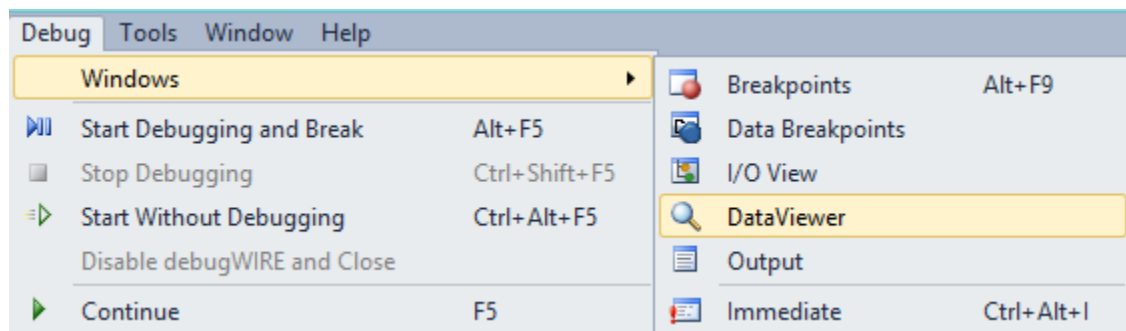 Debug Tools Window Help
Windows
Start Debugging and Break Alt+F5
Stop Debugging Ctrl+Shift+F5
Start Without Debugging Ctrl+Alt+F5
Disable debugWIRE and Close
Continue F5
Breakpoints Alt+F9
Data Breakpoints
I/O View
DataViewer
Output
Immediate Ctrl+Alt+I